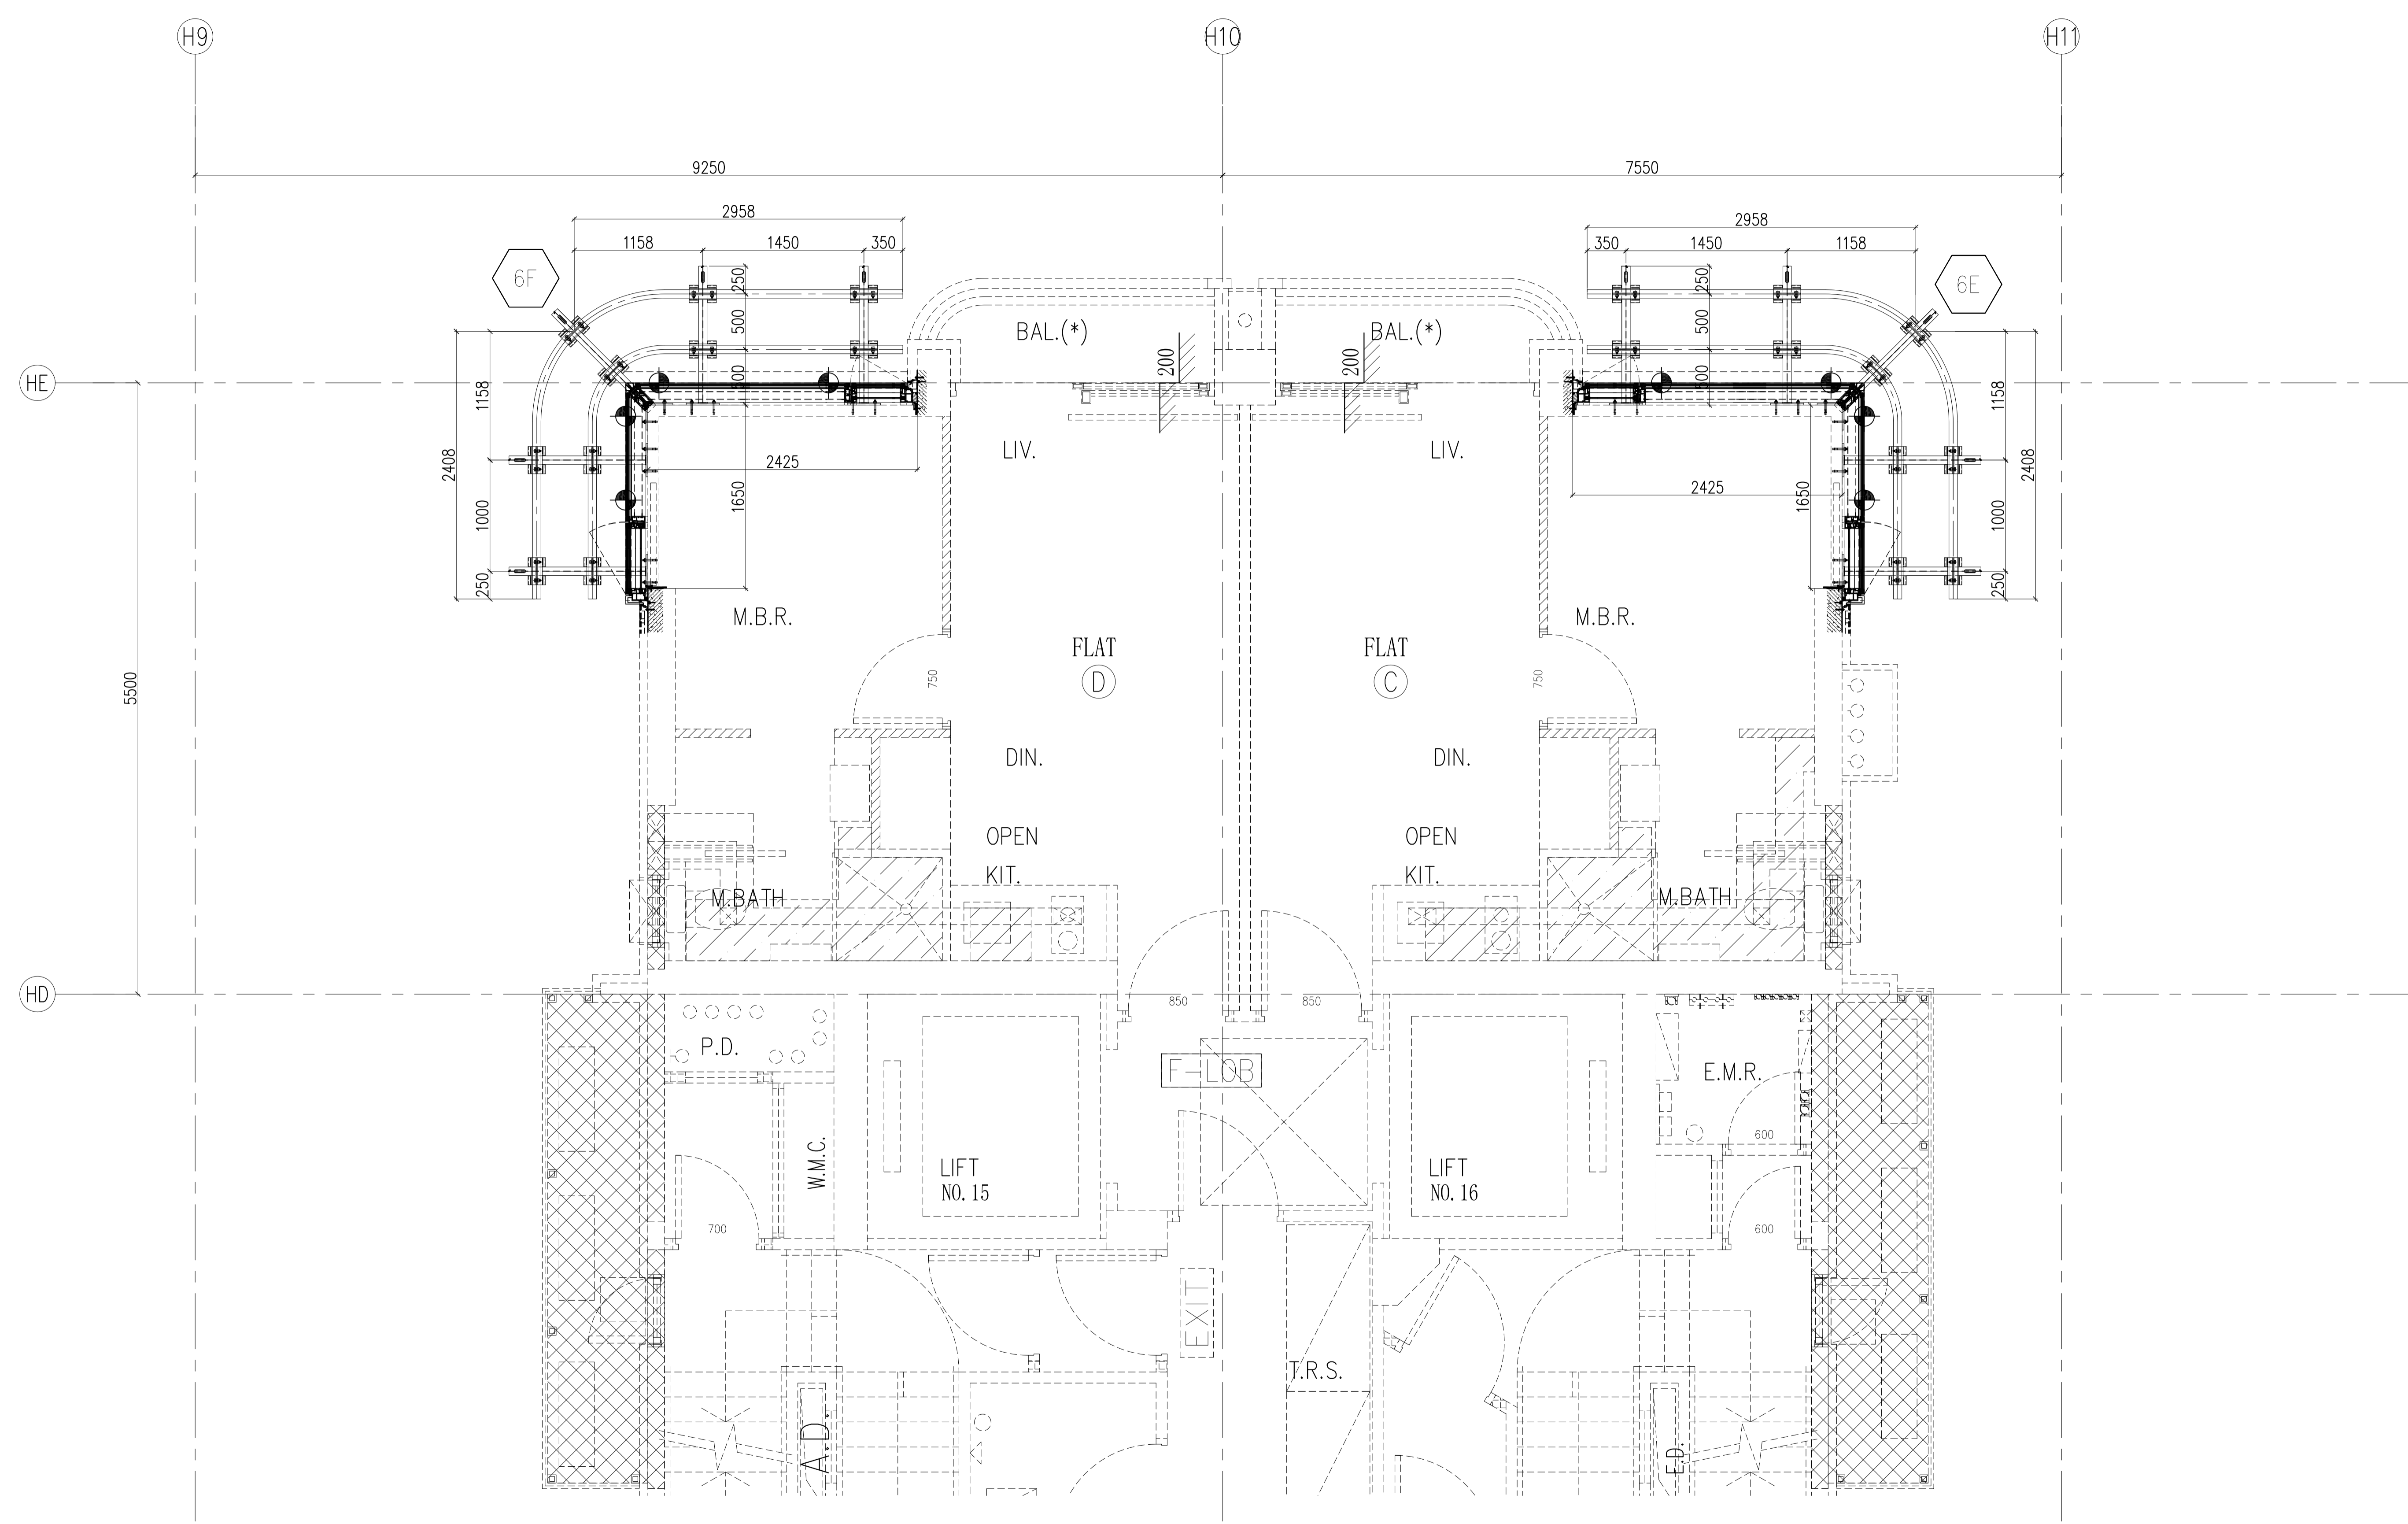 H9
H10
H11
9250
7550
2958
2958
1158
1450
350
350
1450
1158
6F
6E
250
250
500
500
500
500
BAL.(*)
BAL.(*)
200
200
HE
1158
1158
2408
2408
LIV.
LIV.
2425
2425
1650
1650
1000
1000
250
250
M.B.R.
M.B.R.
FLAT
D
FLAT
C
750
750
5500
DIN.
DIN.
OPEN
KIT.
OPEN
KIT.
M.BATH
M.BATH
HD
850
850
P.D.
F-LOB
E.M.R.
W.M.C.
LIFT
NO. 15
LIFT
NO. 16
600
600
700
EXIT
T.R.S.
A.D.
E.D.